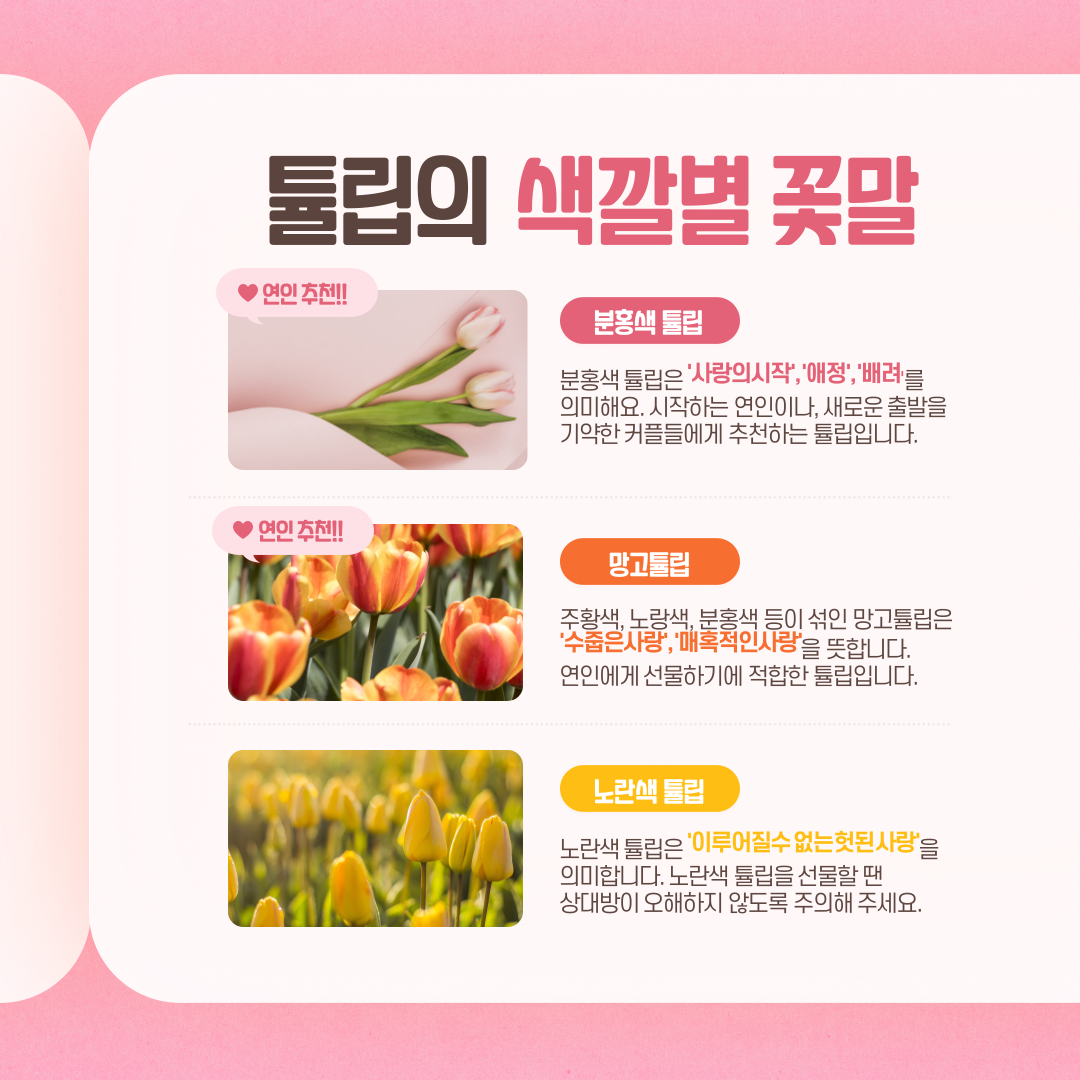 튤립의 색깔별 꽃말
연인 추천!!
분홍색 튤립
분홍색 튤립은 '사랑의시작', '애정', '배려'를
의미해요. 시작하는 연인이나, 새로운 출발을
기약한 커플들에게 추천하는 튤립입니다.
연인 추천!!
망고튤립
주황색, 노랑색, 분홍색 등이 섞인 망고튤립은
'수줍은사랑', '매혹적인사랑'을 뜻합니다.
연인에게 선물하기에 적합한 튤립입니다.
노란색 튤립
노란색 튤립은 '이루어질수 없는 헛된 사랑'을
의미합니다. 노란색 튤립을 선물할 땐
상대방이 오해하지 않도록 주의해 주세요.